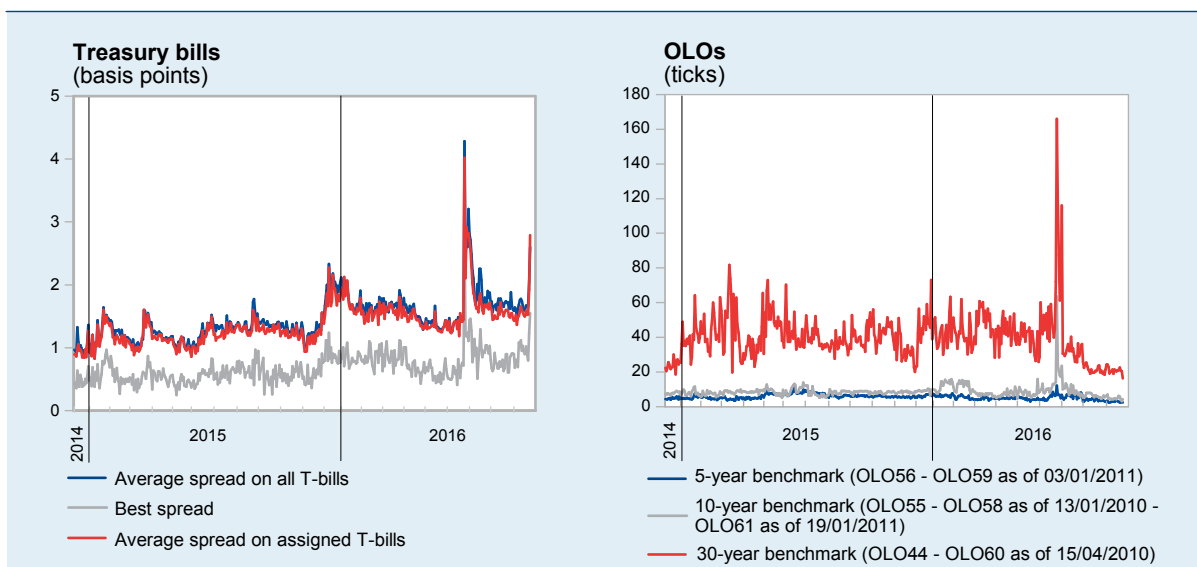 Treasury bills
(basis points)
5
4
3
2
1
0
2014
2015
2016
Average spread on all T-bills
Best spread
Average spread on assigned T-bills
OLOs
(ticks)
180
160
140
120
100
80
60
40
20
0
2014
2015
2016
5-year benchmark (OLO56 - OLO59 as of 03/01/2011)
10-year benchmark (OLO55 - OLO58 as of 13/01/2010 -
OLO61 as of 19/01/2011)
30-year benchmark (OLO44 - OLO60 as of 15/04/2010)